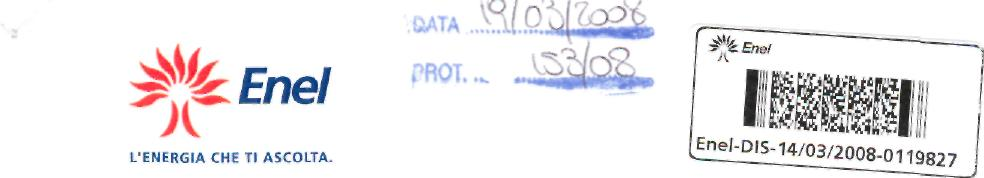 DATA 19/03/2008
PROT. ... 153/08
Enel
L'ENERGIA CHE TI ASCOLTA.
Enel
Enel-DIS-14/03/2008-0119827